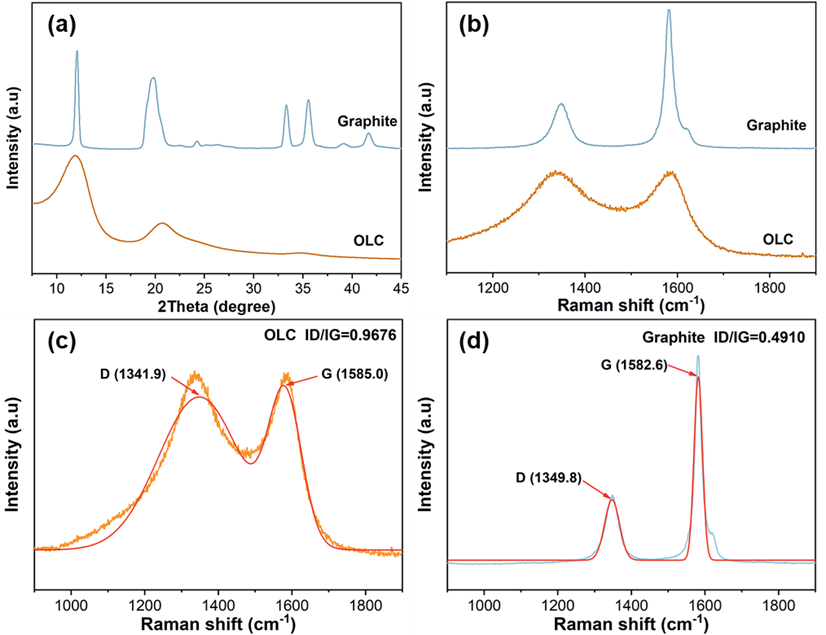 (a)
Graphite
OLC
Intensity (a.u)
10 15 20 25 30 35 40 45
2Theta (degree)
(b)
Graphite
OLC
Intensity (a.u)
1200 1400 1600 1800
Raman shift (cm-1)
(c)
OLC ID/IG=0.9676
D (1341.9)
G (1585.0)
Intensity (a.u)
1000 1200 1400 1600 1800
Raman shift (cm-1)
(d)
Graphite ID/IG=0.4910
G (1582.6)
D (1349.8)
Intensity (a.u)
1000 1200 1400 1600 1800
Raman shift (cm-1)